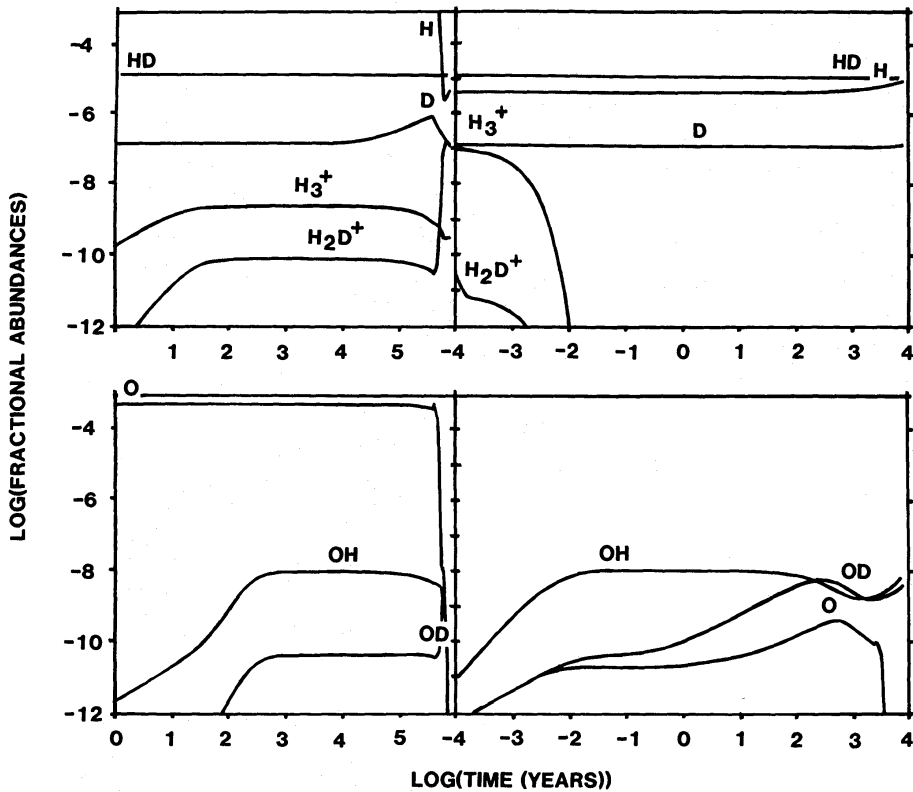 LOG(FRACTIONAL ABUNDANCES)
-4
-6
-8
-10
-12
H
HD
D
H3+
H2D+
HD
H
H3+
D
H2D+
1 2 3 4 5 -4 -3 -2 -1 0 1 2 3 4
-4
-6
-8
-10
-12
O
OH
OD
OH
OD
O
0 1 2 3 4 5 -4 -3 -2 -1 0 1 2 3 4
LOG(TIME (YEARS))